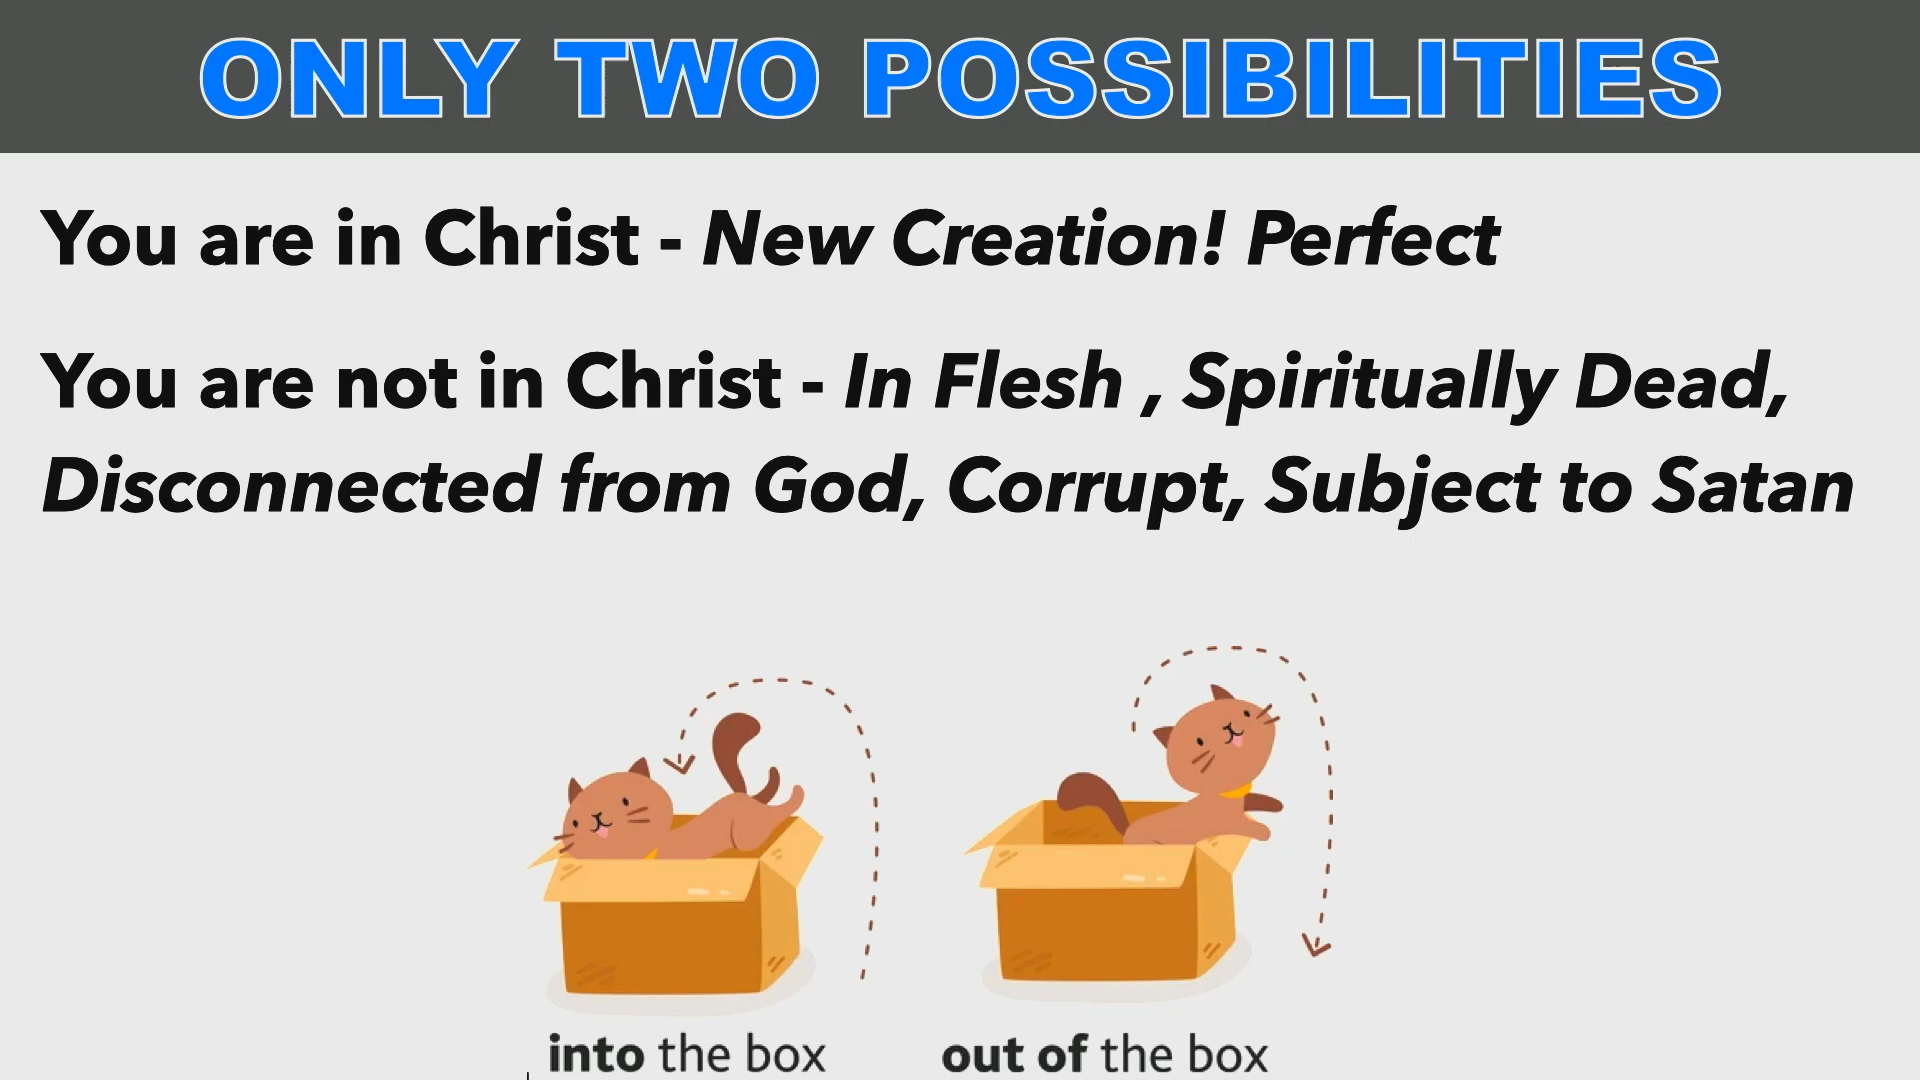 ONLY TWO POSSIBILITIES
You are in Christ - New Creation! Perfect
You are not in Christ - In Flesh , Spiritually Dead,
Disconnected from God, Corrupt, Subject to Satan
into the box
out of the box